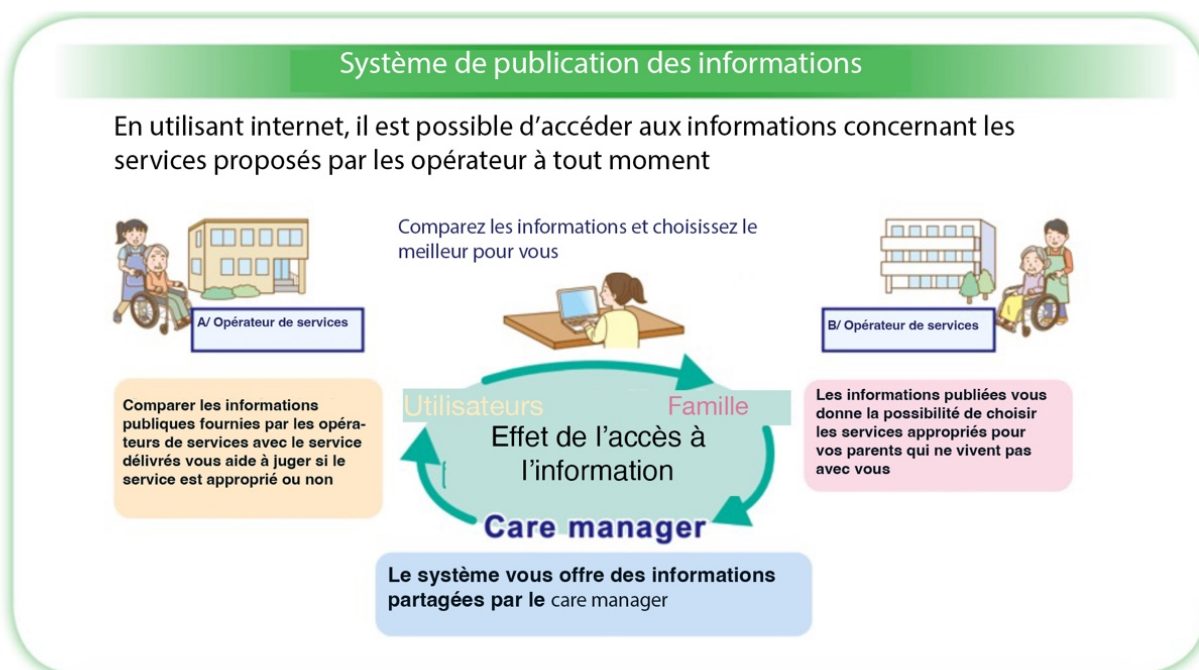 Système de publication des informations
En utilisant internet, il est possible d’accéder aux informations concernant les
services proposés par les opérateur à tout moment
Comparez les informations et choisissez le
meilleur pour vous
A/ Opérateur de services
B/ Opérateur de services
Comparer les informations
publiques fournies par les opéra-
teurs de services avec le service
délivrés vous aide à juger si le
service est approprié ou non
Utilisateurs
Famille
Effet de l’accès à
l’information
Care manager
Les informations publiées vous
donne la possibilité de choisir
les services appropriés pour
vos parents qui ne vivent pas
avec vous
Le système vous offre des informations
partagées par le care manager